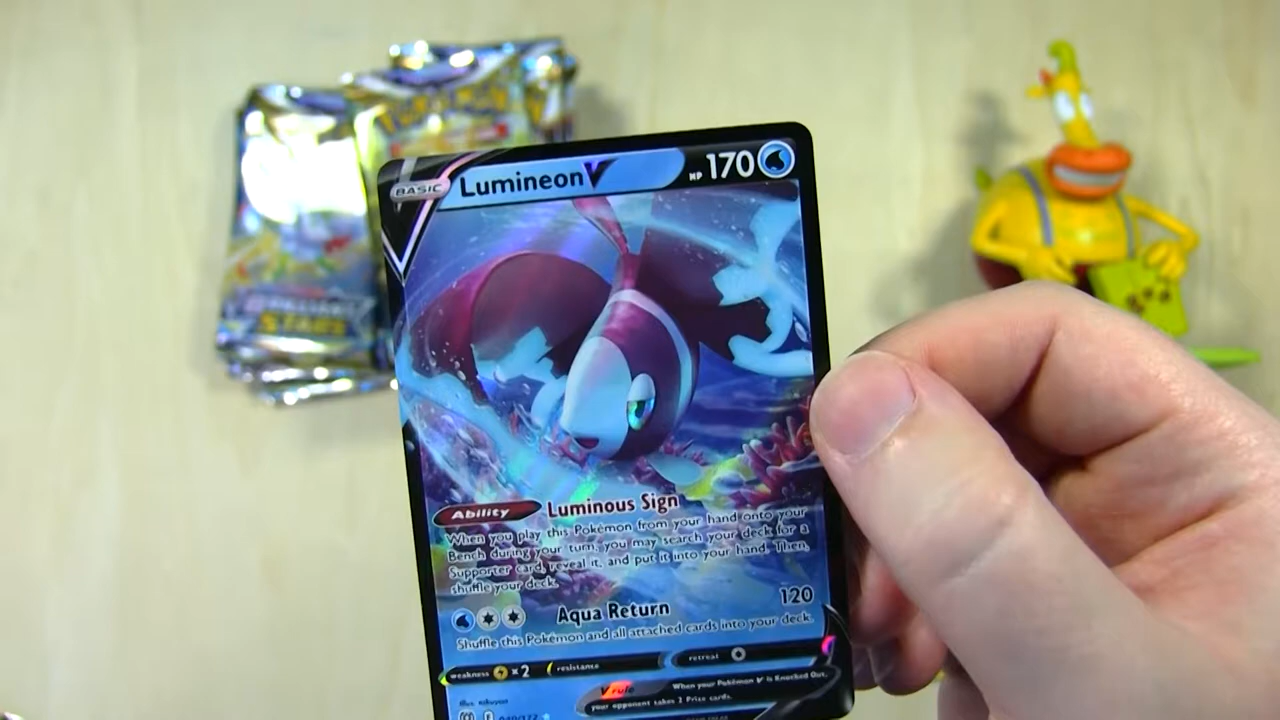 POKÉMON
BRILLIANT
STARS
BASIC
Lumineon V
HP 170
Ability Luminous Sign
When you play this Pokémon from your hand onto your
Bench during your turn, you may search your deck for a
Supporter card, reveal it, and put it into your hand. Then,
shuffle your deck.
Aqua Return 120
Shuffle this Pokémon and all attached cards into your deck.
weakness ×2 resistance retreat
V rule When your Pokémon V is Knocked Out,
your opponent takes 2 Prize cards.
040/172